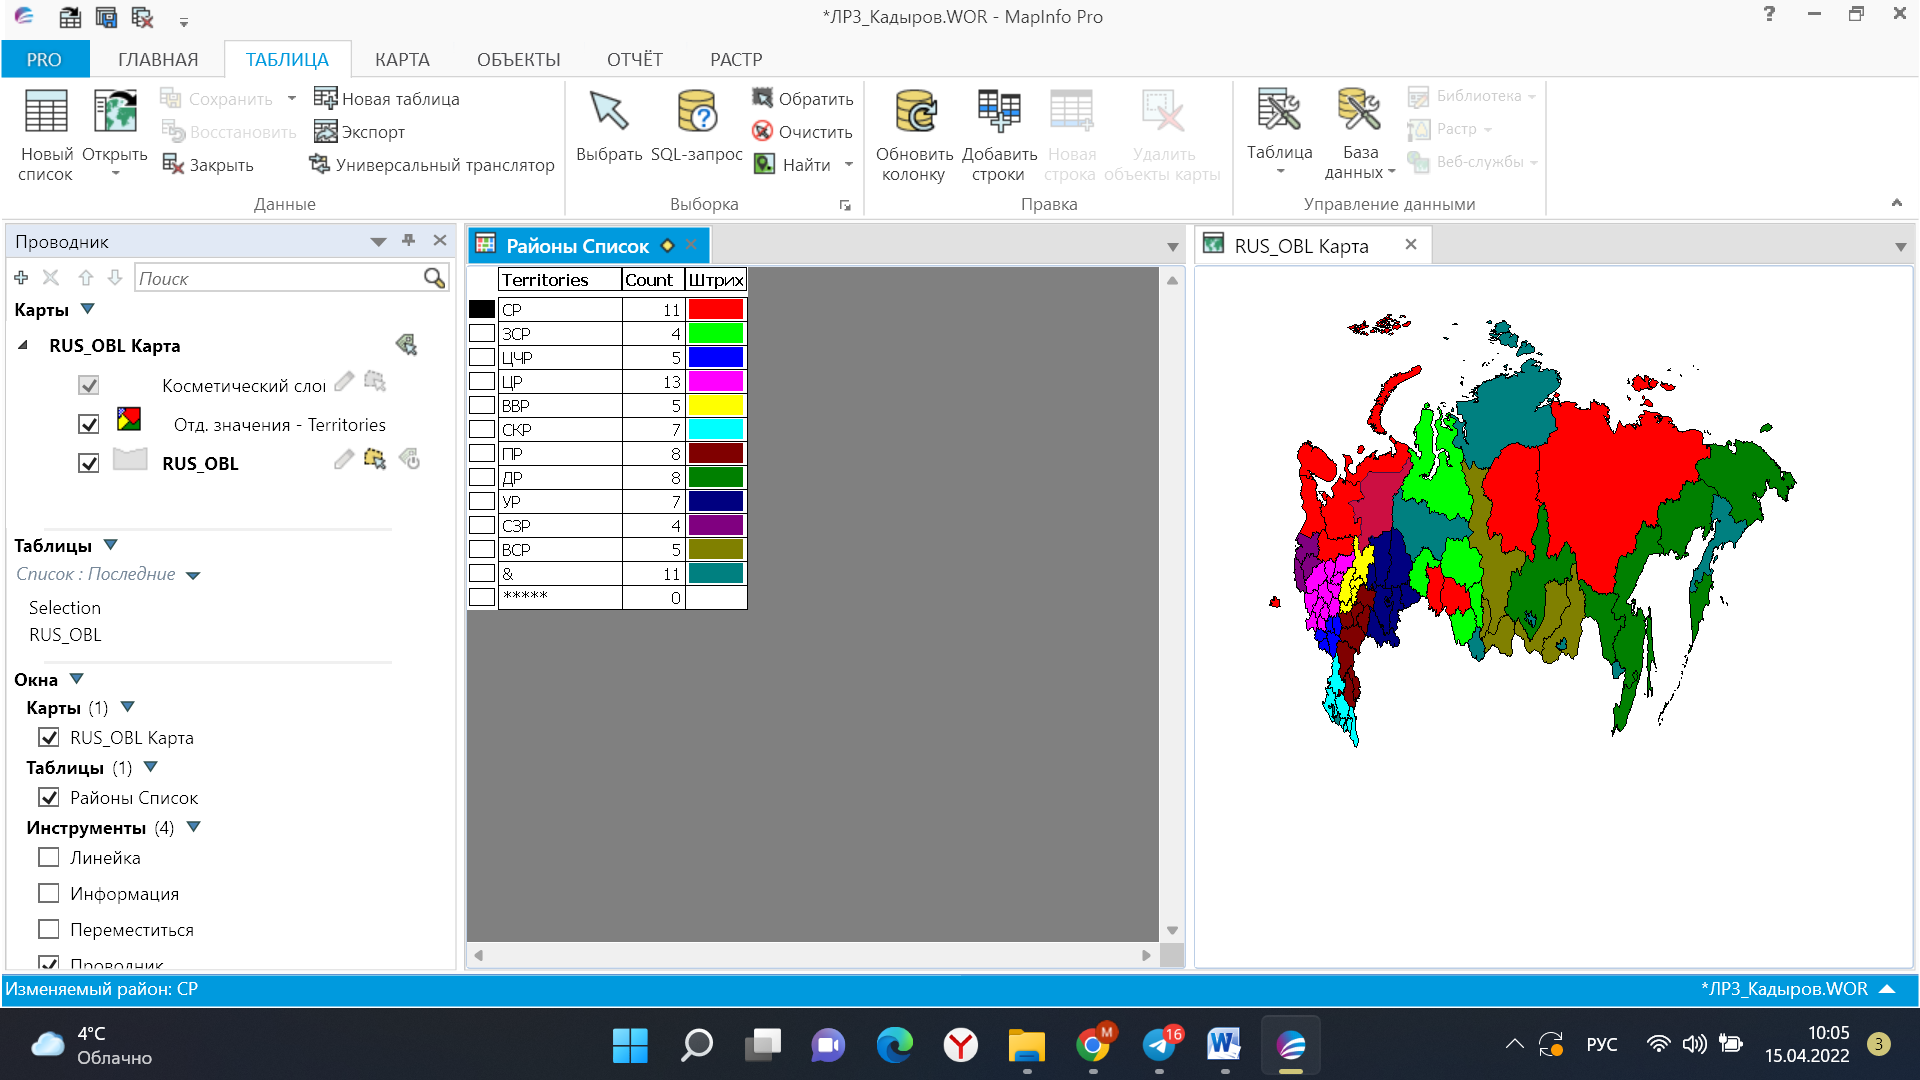 *ЛР3_Кадыров.WOR - MapInfo Pro
PRO ГЛАВНАЯ ТАБЛИЦА КАРТА ОБЪЕКТЫ ОТЧЁТ РАСТР
Новый список
Открыть
Сохранить
Восстановить
Закрыть
Новая таблица
Экспорт
Универсальный транслятор
Данные
Выбрать
SQL-запрос
Обратить
Очистить
Найти
Выборка
Обновить колонку
Добавить строки
Новая строка
Удалить объекты карты
Правка
Таблица
База данных
Библиотека
Растр
Веб-службы
Управление данными
Проводник
Поиск
Карты
RUS_OBL Карта
Косметический сло
Отд. значения - Territories
RUS_OBL
Таблицы
Список : Последние
Selection
RUS_OBL
Окна
Карты (1)
RUS_OBL Карта
Таблицы (1)
Районы Список
Инструменты (4)
Линейка
Информация
Переместиться
Проводник
Районы Список
Territories Count Штрих
СР 11
ЗСР 4
ЦЧР 5
ЦР 13
ВВР 5
СКР 7
ПР 8
ДР 8
УР 7
СЗР 4
ВСР 5
& 11
***** 0
RUS_OBL Карта
Изменяемый район: СР
*ЛР3_Кадыров.WOR
4°C
Облачно
M
16
РУС
10:05
15.04.2022
3